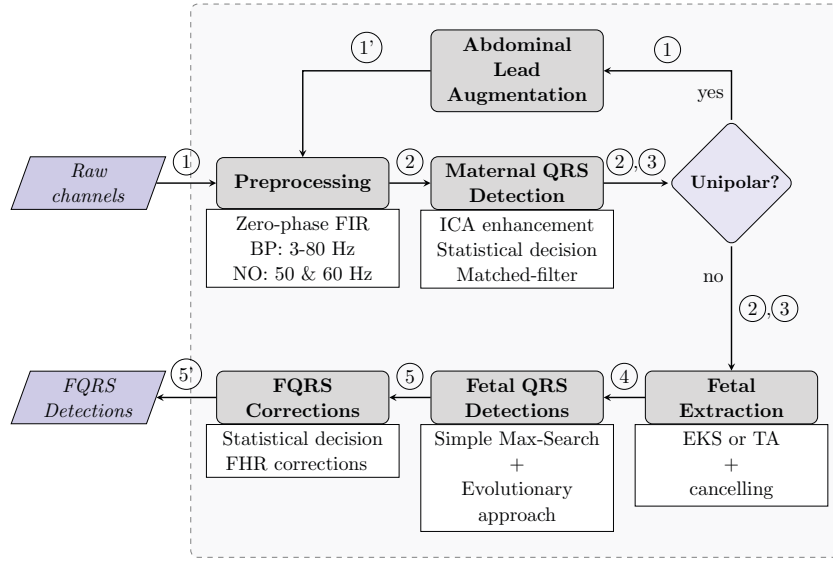 1'
Abdominal
Lead
Augmentation
1
yes
Raw
channels
1
Preprocessing
2
Maternal QRS
Detection
2,3
Unipolar?
Zero-phase FIR
BP: 3-80 Hz
NO: 50 & 60 Hz
ICA enhancement
Statistical decision
Matched-filter
no
2,3
FQRS
Detections
5'
FQRS
Corrections
5
Fetal QRS
Detections
4
Fetal
Extraction
Statistical decision
FHR corrections
Simple Max-Search
+
Evolutionary
approach
EKS or TA
+
cancelling